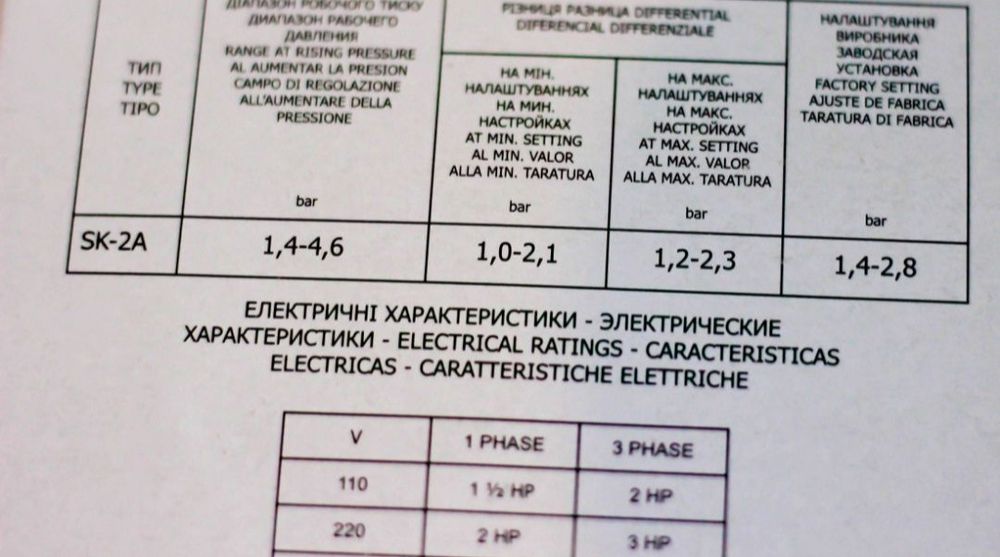 ДІАПАЗОН РОБОЧОГО ТИСКУ
ДИАПАЗОН РАБОЧЕГО
ДАВЛЕНИЯ
RANGE AT RISING PRESSURE
AL AUMENTAR LA PRESION
CAMPO DI REGOLAZIONE
ALL'AUMENTARE DELLA
PRESSIONE
bar
РІЗНИЦЯ РАЗНИЦА DIFFERENTIAL
DIFERENCIAL DIFFERENZIALE
НАЛАШТУВАННЯ
ВИРОБНИКА
ЗАВОДСКАЯ
УСТАНОВКА
FACTORY SETTING
AJUSTE DE FABRICA
TARATURA DI FABRICA
bar
ТИП
TYPE
TIPO
НА МІН.
НАЛАШТУВАННЯХ
НА МИН.
НАСТРОЙКАХ
AT MIN. SETTING
AL MIN. VALOR
ALLA MIN. TARATURA
bar
НА МАКС.
НАЛАШТУВАННЯХ
НА МАКС.
НАСТРОЙКАХ
AT MAX. SETTING
AL MAX. VALOR
ALLA MAX. TARATURA
bar
SK-2A
1,4-4,6
1,0-2,1
1,2-2,3
1,4-2,8
ЕЛЕКТРИЧНІ ХАРАКТЕРИСТИКИ - ЭЛЕКТРИЧЕСКИЕ
ХАРАКТЕРИСТИКИ - ELECTRICAL RATINGS - CARACTERISTICAS
ELECTRICAS - CARATTERISTICHE ELETTRICHE
V
1 PHASE
3 PHASE
110
1 ½ HP
2 HP
220
2 HP
3 HP